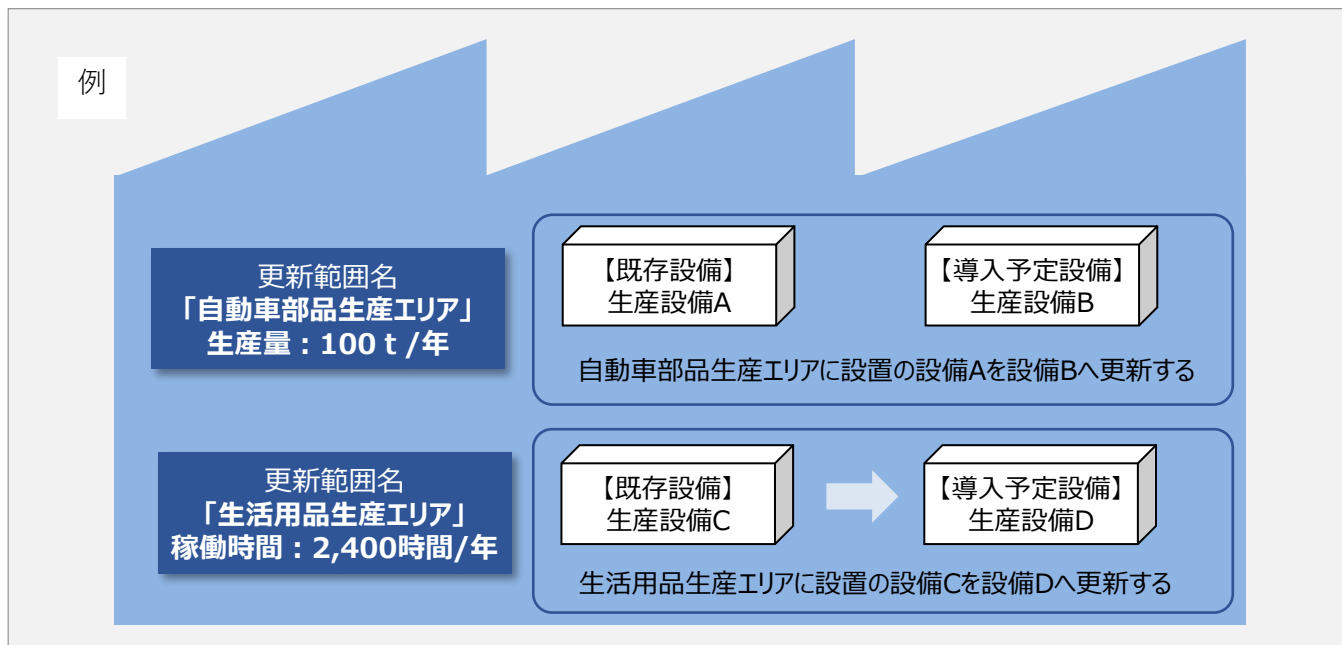 例
更新範囲名
「自動車部品生産エリア」
生産量：100ｔ/年
【既存設備】
生産設備A
【導入予定設備】
生産設備B
自動車部品生産エリアに設置の設備Aを設備Bへ更新する
更新範囲名
「生活用品生産エリア」
稼働時間：2,400時間/年
【既存設備】
生産設備C
【導入予定設備】
生産設備D
生活用品生産エリアに設置の設備Cを設備Dへ更新する